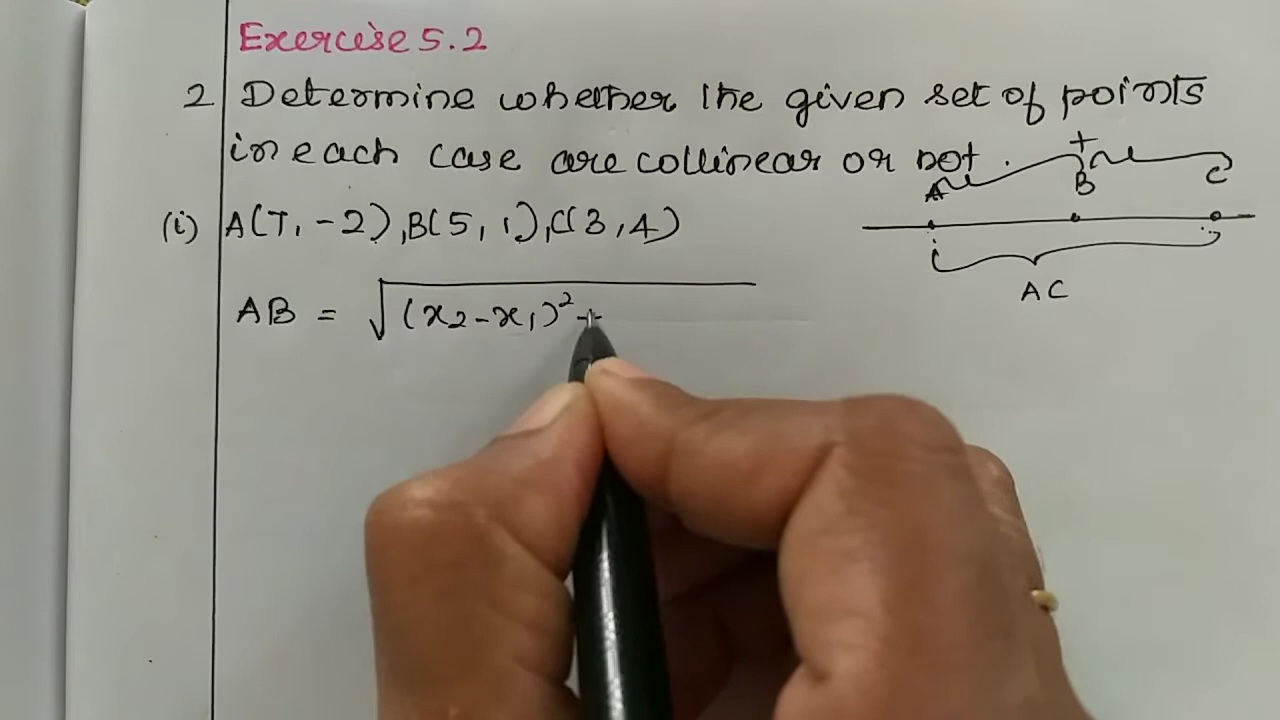 Exercise 5.2
2 Determine whether the given set of points
in each case are collinear or not.
+
A B C
(i) A(7, -2), B(5, 1), C(3, 4)
AC
AB = √(x₂-x₁)² +